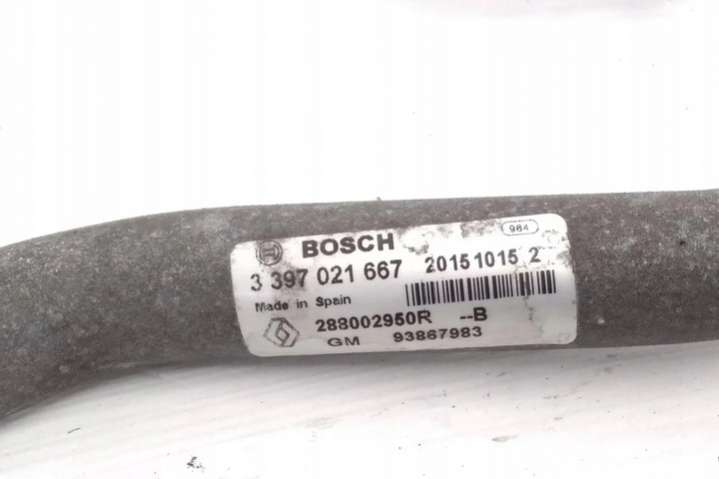 BOSCH 984
3 397 021 667 20151015 2
Made in Spain
288002950R --B
GM 93867983